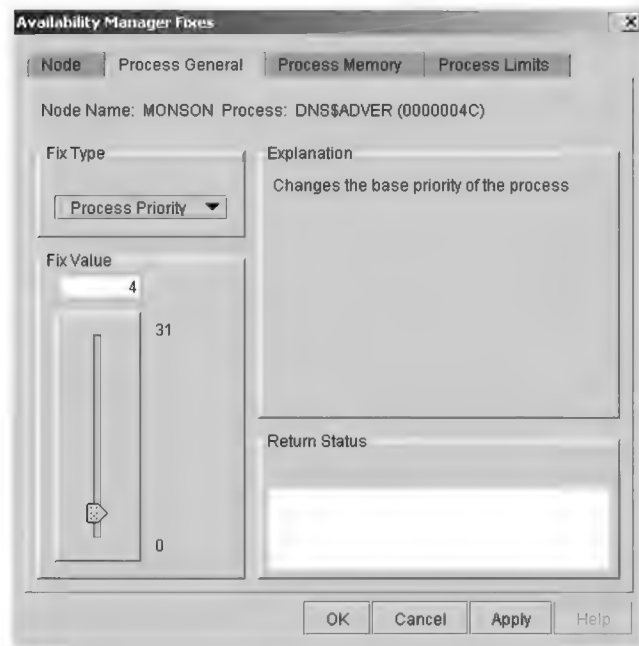 Availability Manager Fixes
Node Process General Process Memory Process Limits
Node Name: MONSON Process: DNS$ADVER (0000004C)
Fix Type
Process Priority
Explanation
Changes the base priority of the process
Fix Value
4
31
0
Return Status
OK Cancel Apply Help